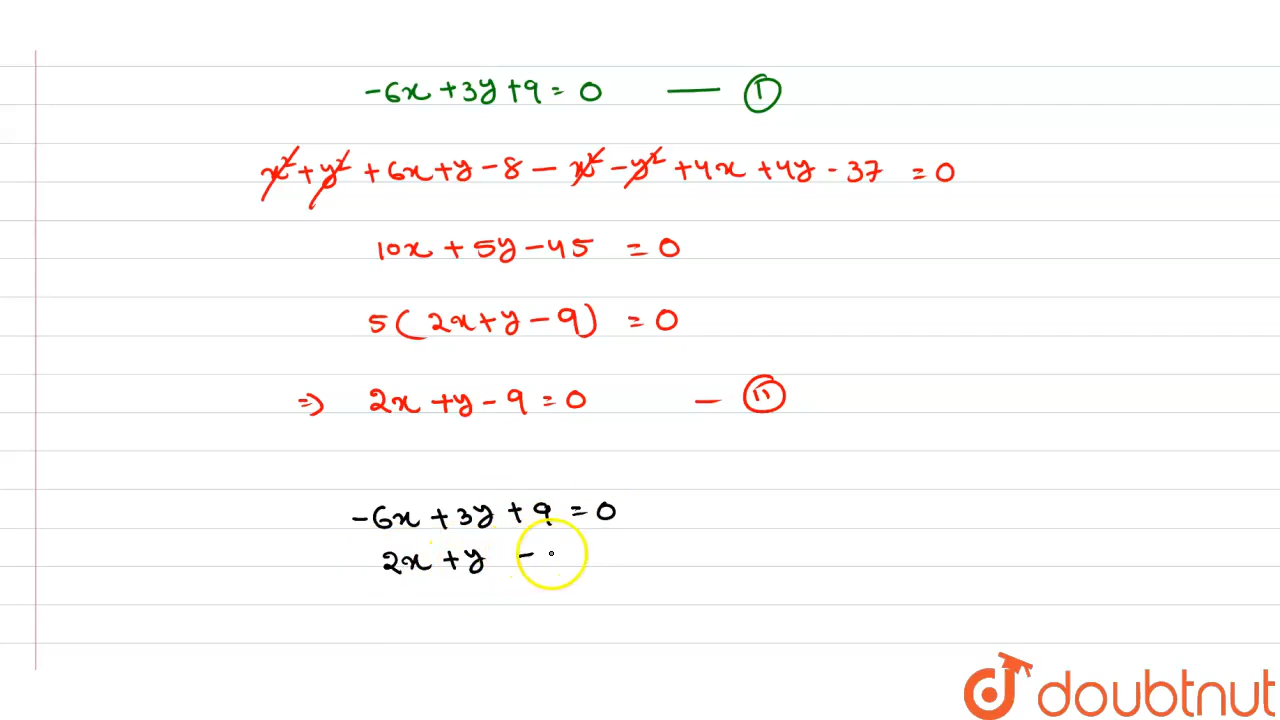 -6x + 3y + 9 = 0 — (I)
x² + y² + 6x + y - 8 - x² - y² + 4x + 4y - 37 = 0
10x + 5y - 45 = 0
5(2x + y - 9) = 0
⇒ 2x + y - 9 = 0 — (II)
-6x + 3y + 9 = 0
2x + y -
doubtnut